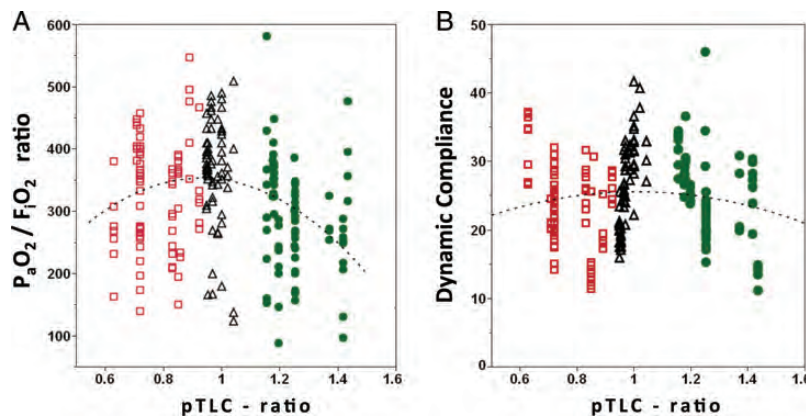 A
600
500
400
300
200
100
PaO2 / FiO2 ratio
0.6 0.8 1 1.2 1.4 1.6
pTLC - ratio
B
50
40
30
20
10
0
Dynamic Compliance
0.6 0.8 1 1.2 1.4 1.6
pTLC - ratio